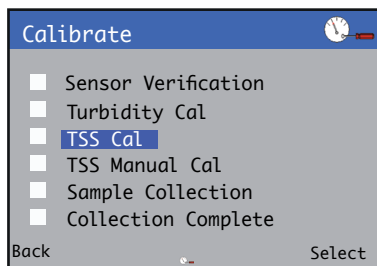 Calibrate
Sensor Verification
Turbidity Cal
TSS Cal
TSS Manual Cal
Sample Collection
Collection Complete
Back Select